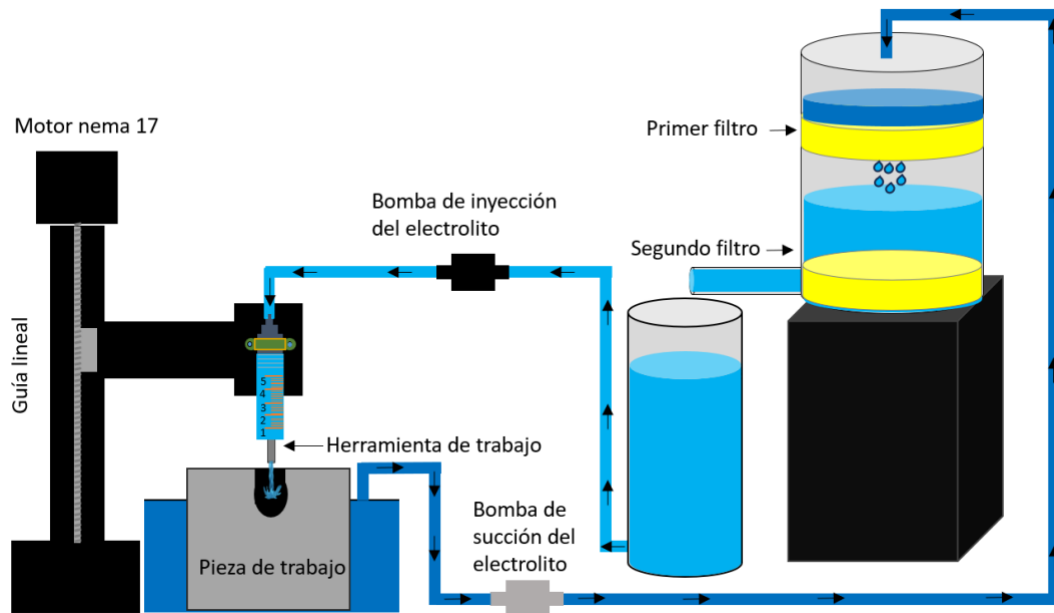 Motor nema 17
Guía lineal
Bomba de inyección
del electrolito
Primer filtro
Segundo filtro
5
4
3
2
1
Herramienta de trabajo
Pieza de trabajo
Bomba de
succión del
electrolito